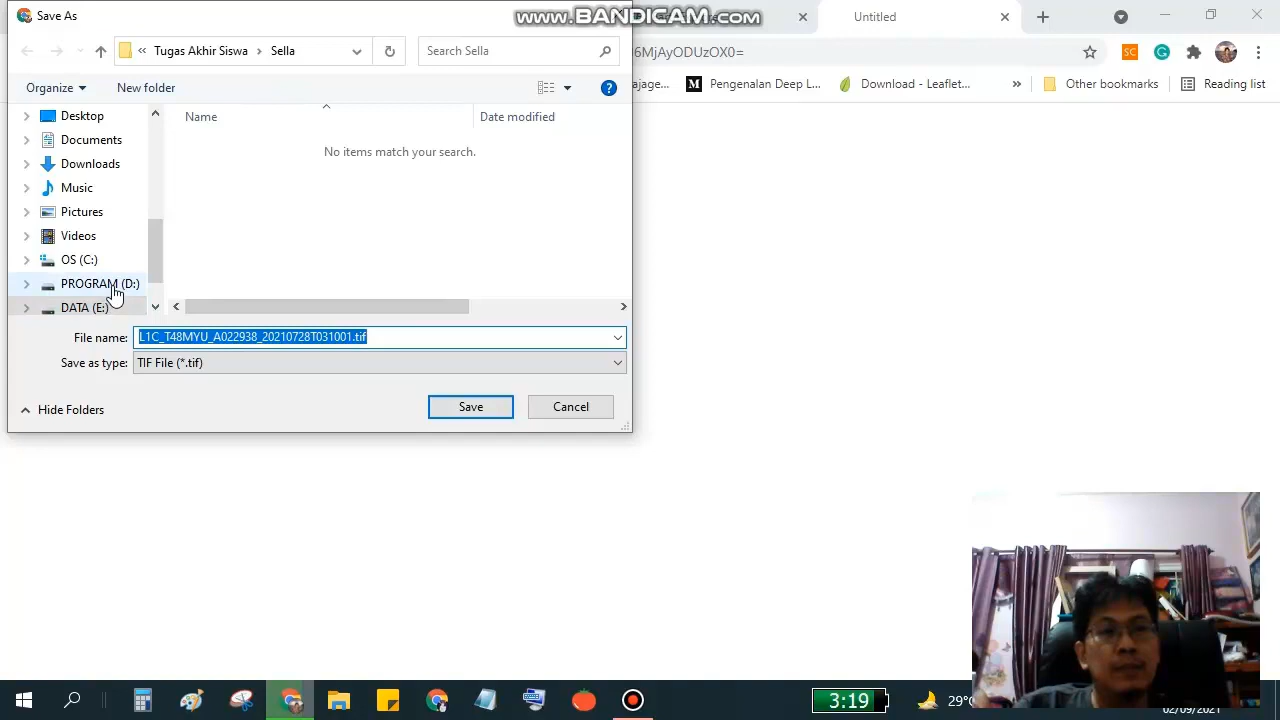 Save As
www.BANDICAM.com
Untitled
Tugas Akhir Siswa
Sella
Search Sella
6MjAyODUzOX0=
SC
Organize
New folder
ajage...
M
Pengenalan Deep L...
Download - Leaflet...
Other bookmarks
Reading list
Desktop
Name
Date modified
Documents
No items match your search.
Downloads
Music
Pictures
Videos
OS (C:)
PROGRAM (D:)
DATA (E:)
File name:
L1C_T48MYU_A022938_20210728T031001.tif
Save as type:
TIF File (*.tif)
Hide Folders
Save
Cancel
3:19
02/09/2021